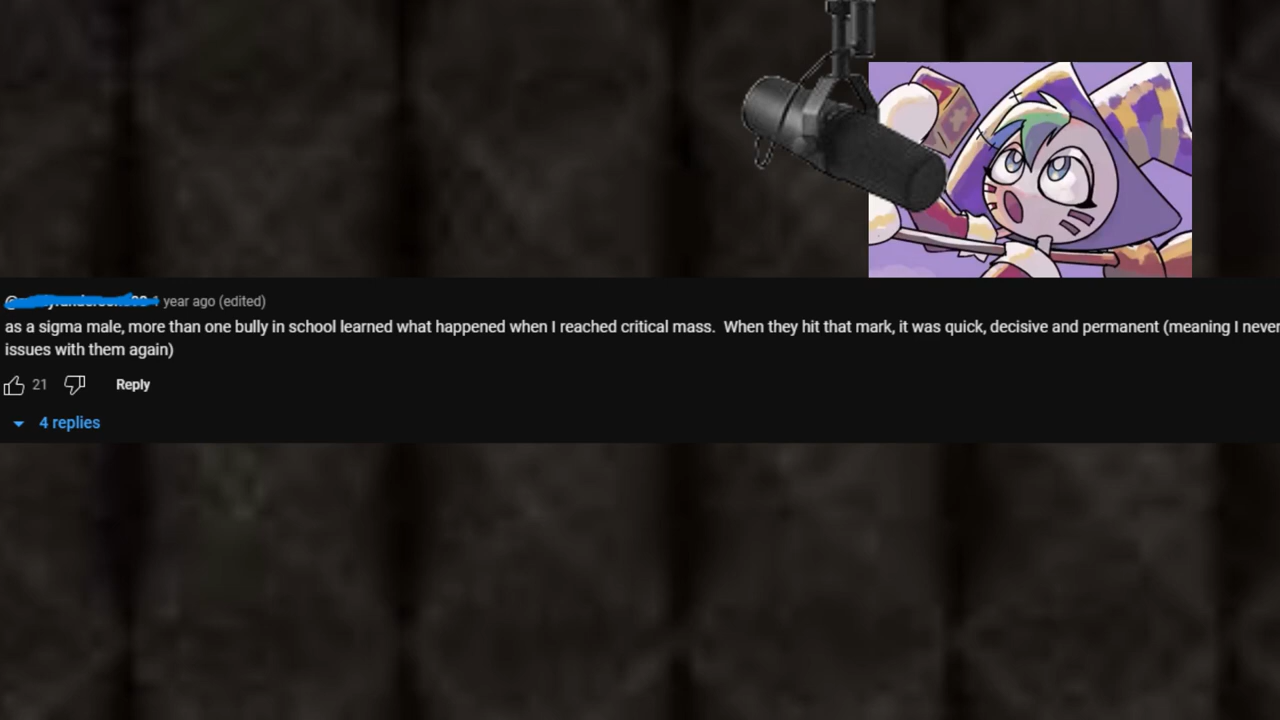 year ago (edited)
as a sigma male, more than one bully in school learned what happened when I reached critical mass. When they hit that mark, it was quick, decisive and permanent (meaning I never
issues with them again)
21
Reply
4 replies